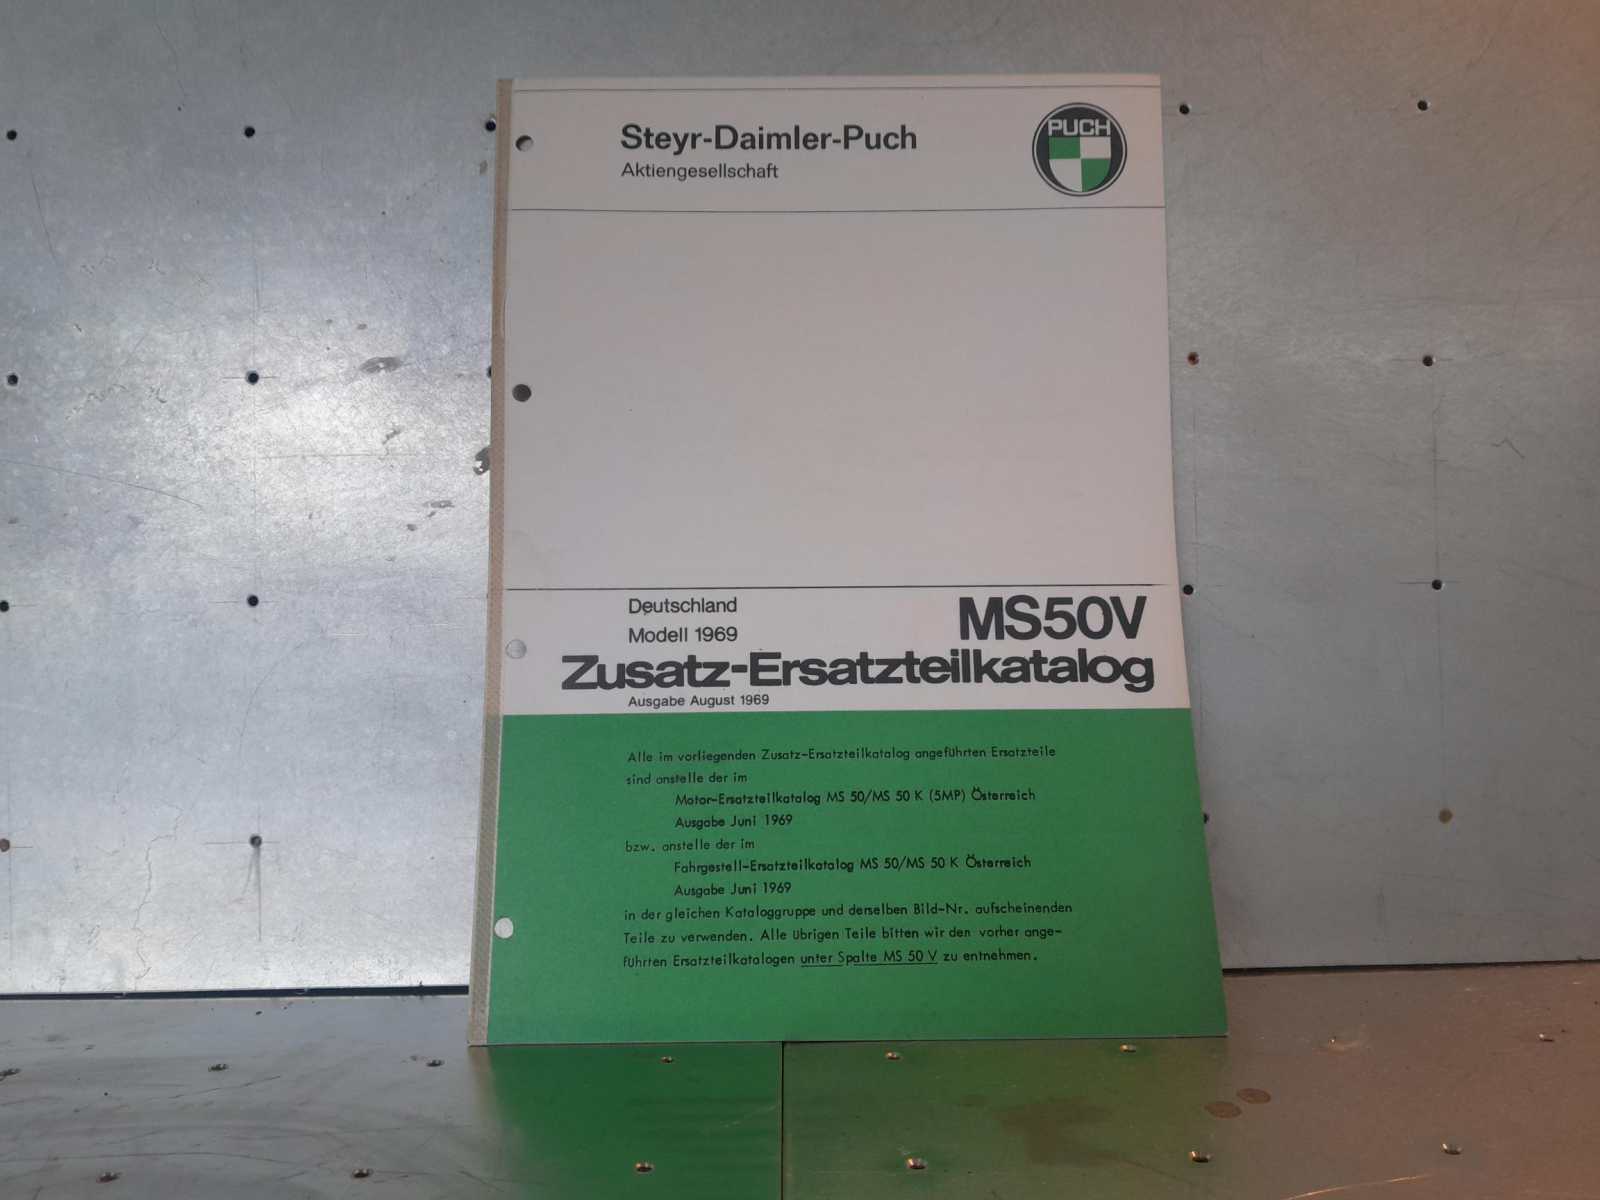 Steyr-Daimler-Puch
Aktiengesellschaft
PUCH
Deutschland
Modell 1969
MS50V
Zusatz-Ersatzteilkatalog
Ausgabe August 1969
Alle im vorliegenden Zusatz-Ersatzteilkatalog angeführten Ersatzteile
sind anstelle der im
Motor-Ersatzteilkatalog MS 50/MS 50 K (5MP) Österreich
Ausgabe Juni 1969
bzw. anstelle der im
Fahrgestell-Ersatzteilkatalog MS 50/MS 50 K Österreich
Ausgabe Juni 1969
in der gleichen Kataloggruppe und derselben Bild-Nr. aufscheinenden
Teile zu verwenden. Alle übrigen Teile bitten wir den vorher ange-
führten Ersatzteilkatalogen unter Spalte MS 50 V zu entnehmen.